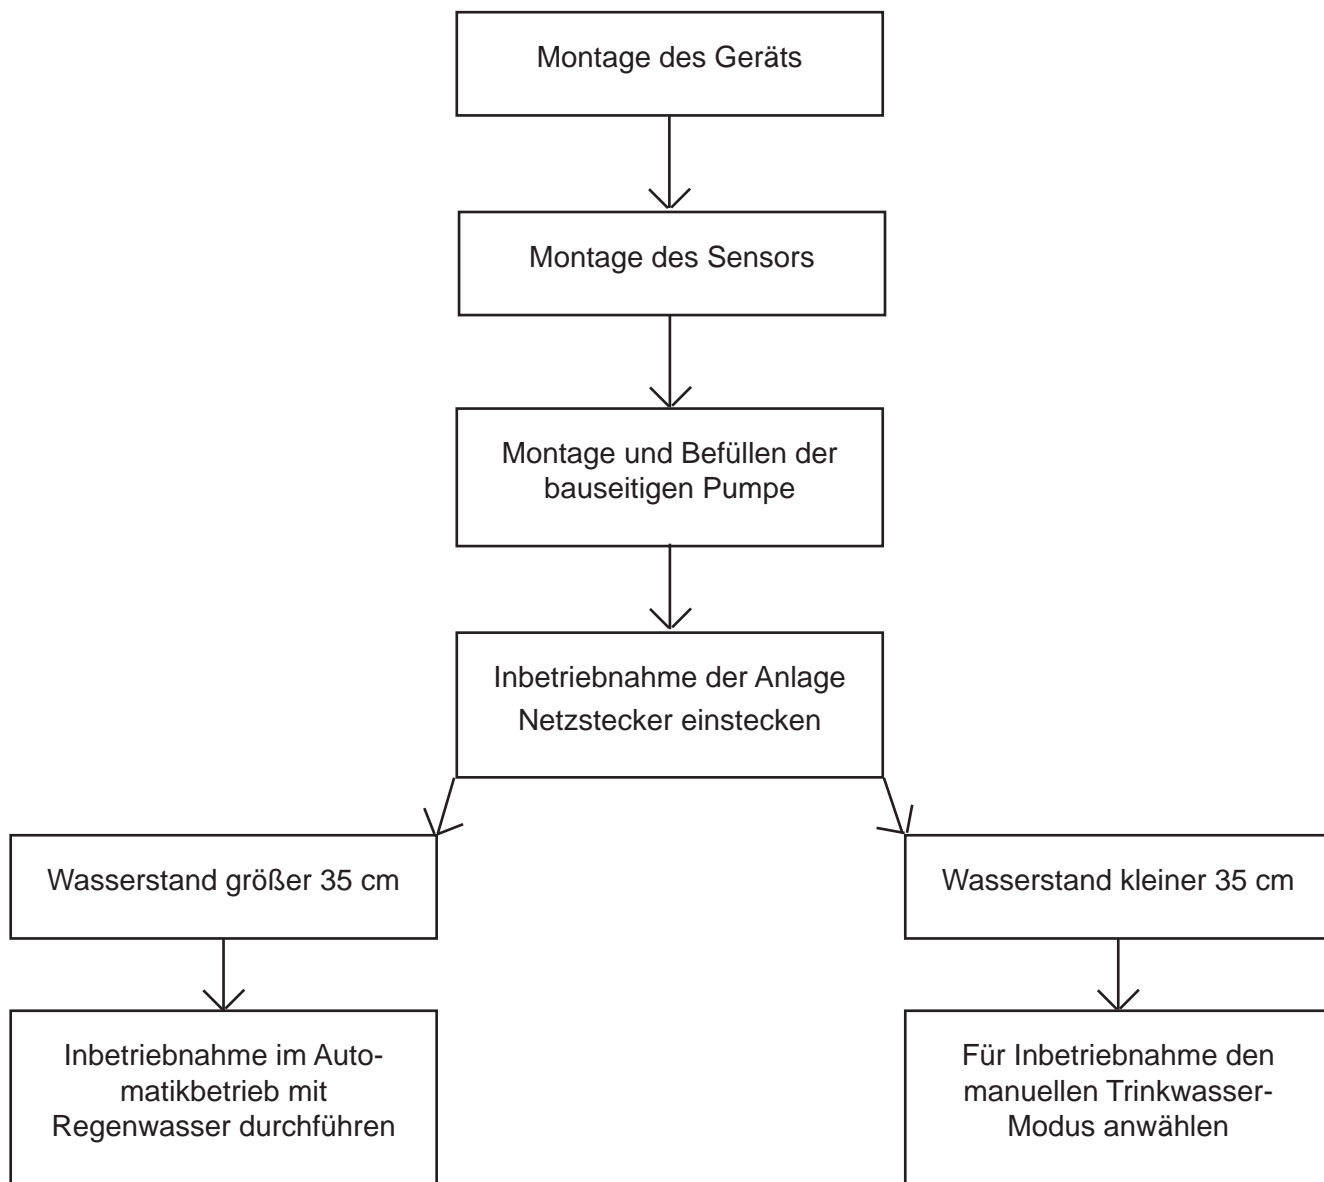 Montage des Geräts
Montage des Sensors
Montage und Befüllen der
bauseitigen Pumpe
Inbetriebnahme der Anlage
Netzstecker einstecken
Wasserstand größer 35 cm
Wasserstand kleiner 35 cm
Inbetriebnahme im Auto-
matikbetrieb mit
Regenwasser durchführen
Für Inbetriebnahme den
manuellen Trinkwasser-
Modus anwählen